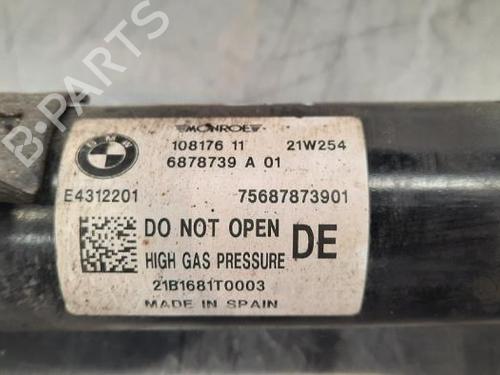 B-PARTS
MONROE
BMW
108176 11 21W254
6878739 A 01
E4312201 75687873901
DO NOT OPEN DE
HIGH GAS PRESSURE
21B1681T0003
MADE IN SPAIN